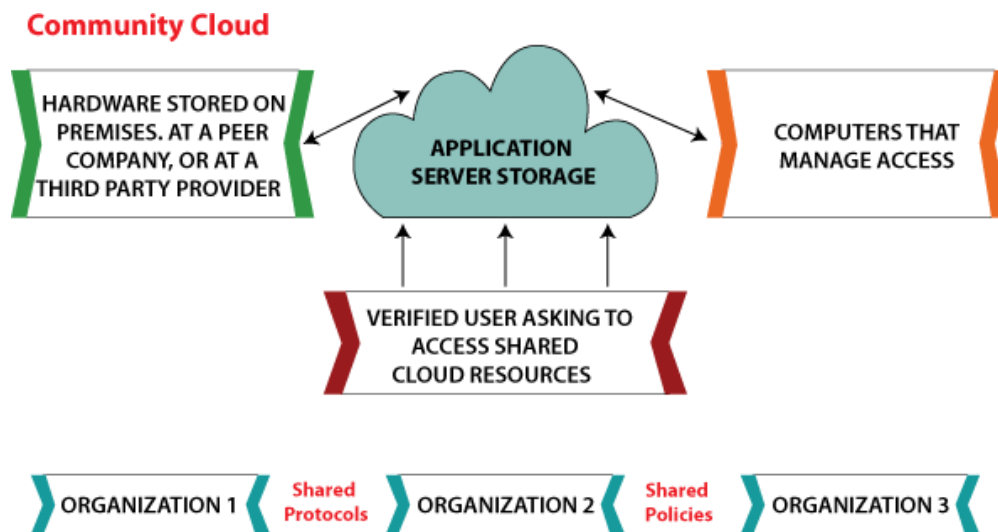 Community Cloud
HARDWARE STORED ON
PREMISES. AT A PEER
COMPANY, OR AT A
THIRD PARTY PROVIDER
APPLICATION
SERVER STORAGE
COMPUTERS THAT
MANAGE ACCESS
VERIFIED USER ASKING TO
ACCESS SHARED
CLOUD RESOURCES
ORGANIZATION 1
Shared
Protocols
ORGANIZATION 2
Shared
Policies
ORGANIZATION 3